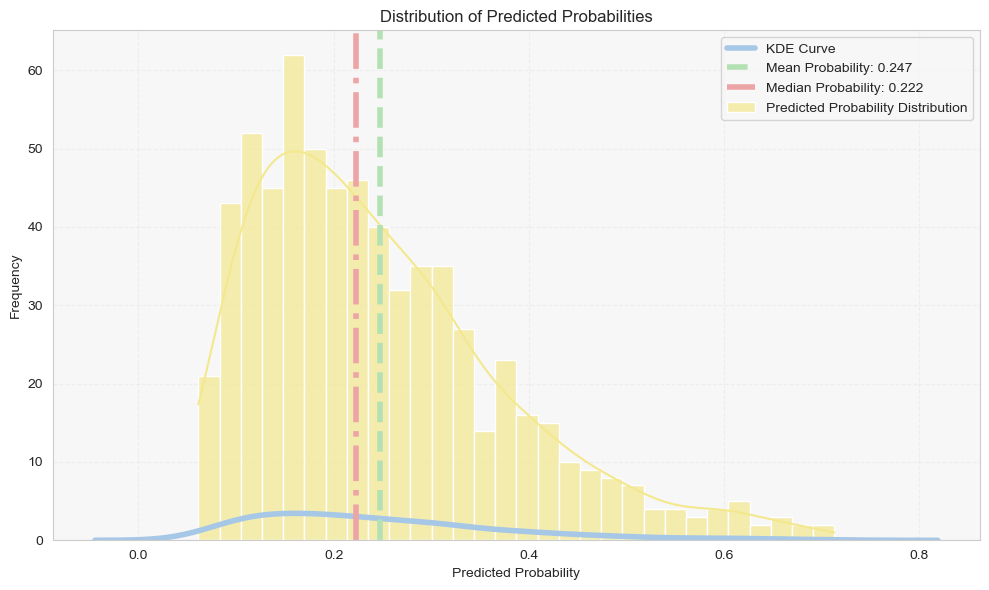 Distribution of Predicted Probabilities
KDE Curve
Mean Probability: 0.247
Median Probability: 0.222
Predicted Probability Distribution
Frequency
60
50
40
30
20
10
0
0.0 0.2 0.4 0.6 0.8
Predicted Probability